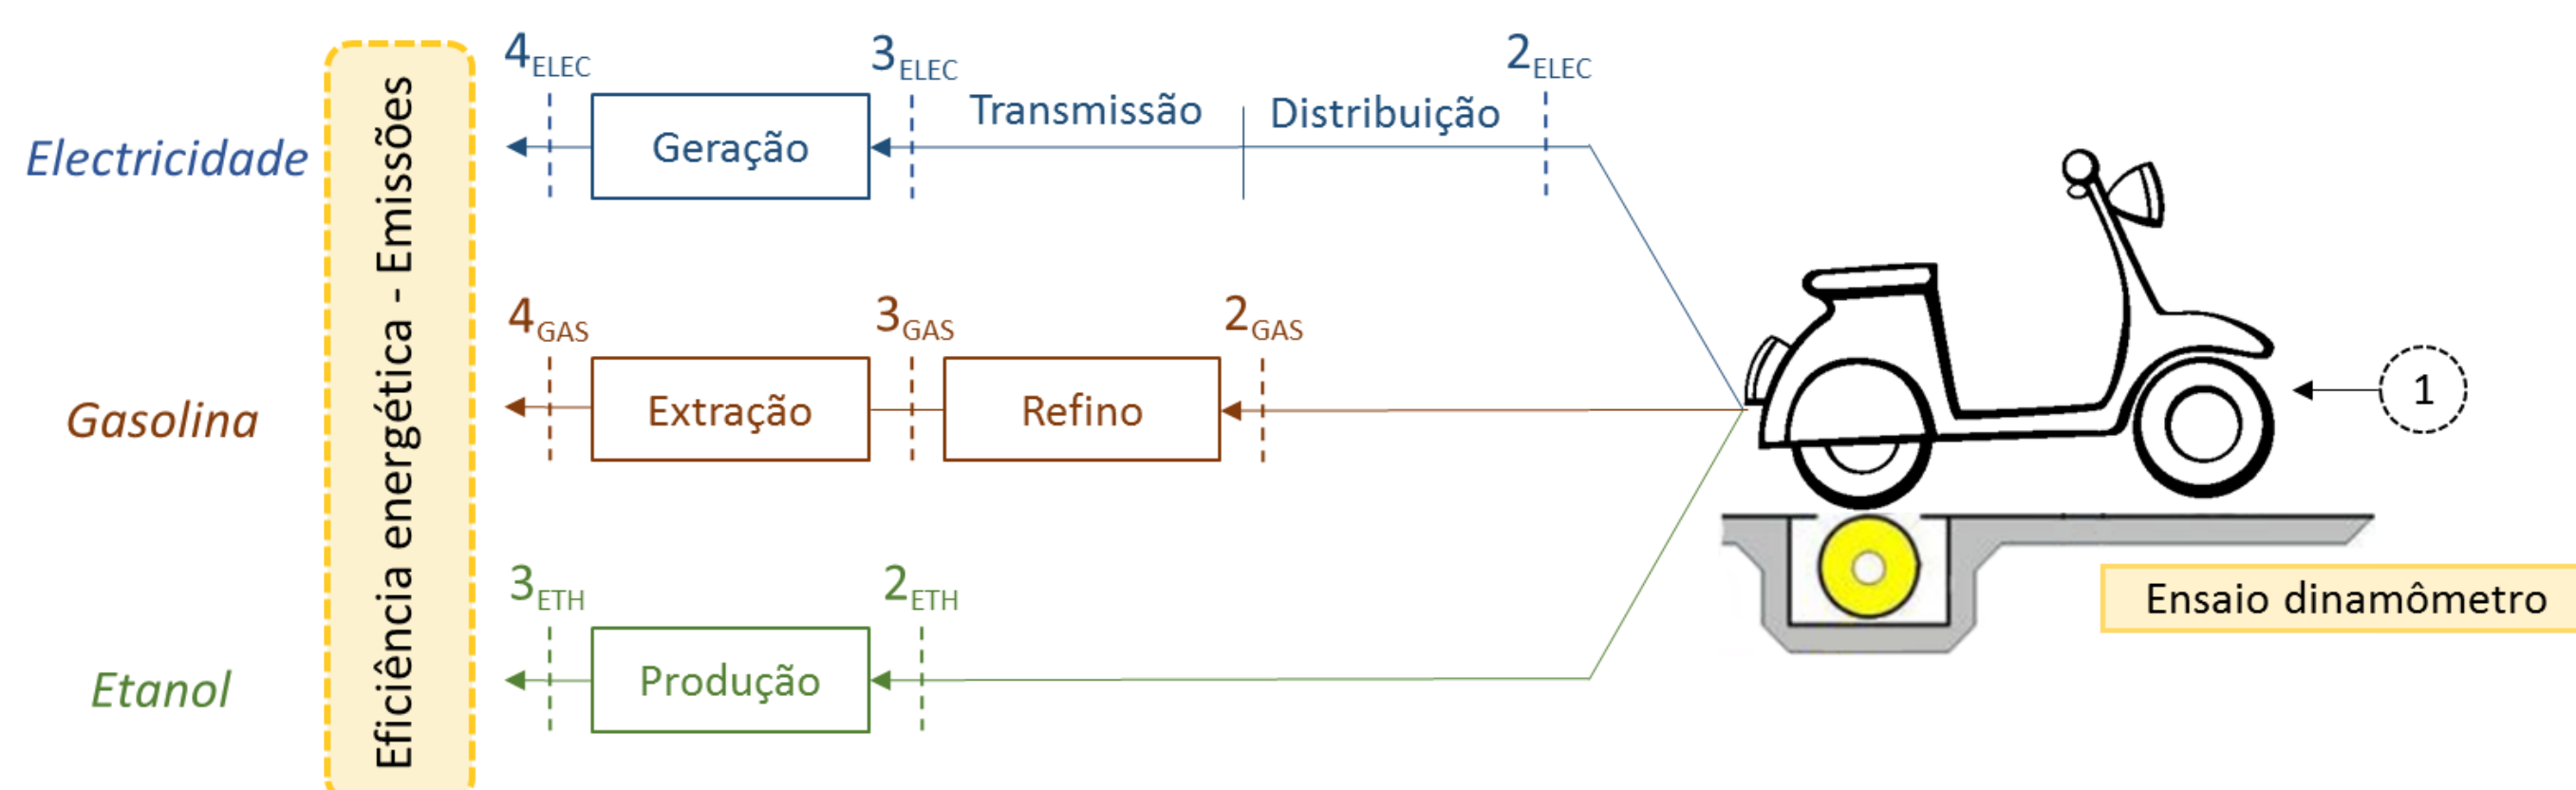 4ELEC
3ELEC
2ELEC
Electricidade
Geração
Transmissão
Distribuição
Eficiência energética - Emissões
4GAS
3GAS
2GAS
Gasolina
Extração
Refino
1
3ETH
2ETH
Etanol
Produção
Ensaio dinamômetro